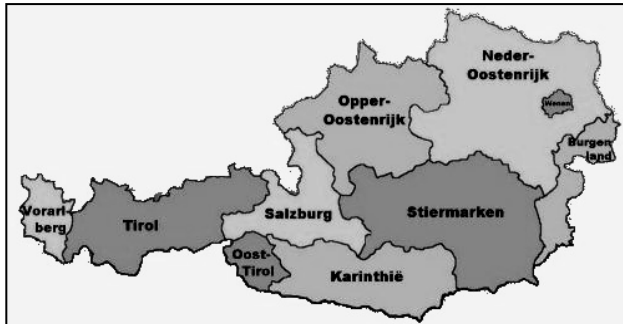 Neder-
Oostenrijk
Wenen
Opper-
Oostenrijk
Burgen
land
Vorarl-
berg
Tirol
Salzburg
Stiermarken
Oost-
Tirol
Karinthië